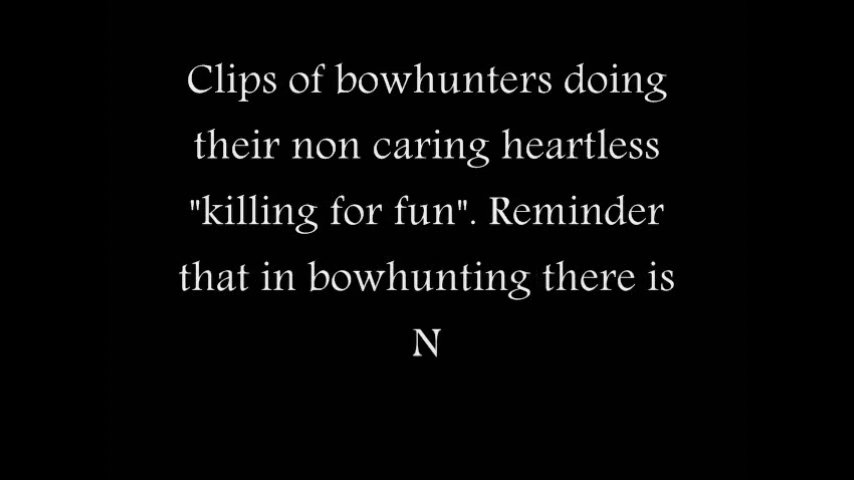 Clips of bowhunters doing
their non caring heartless
"killing for fun". Reminder
that in bowhunting there is
N